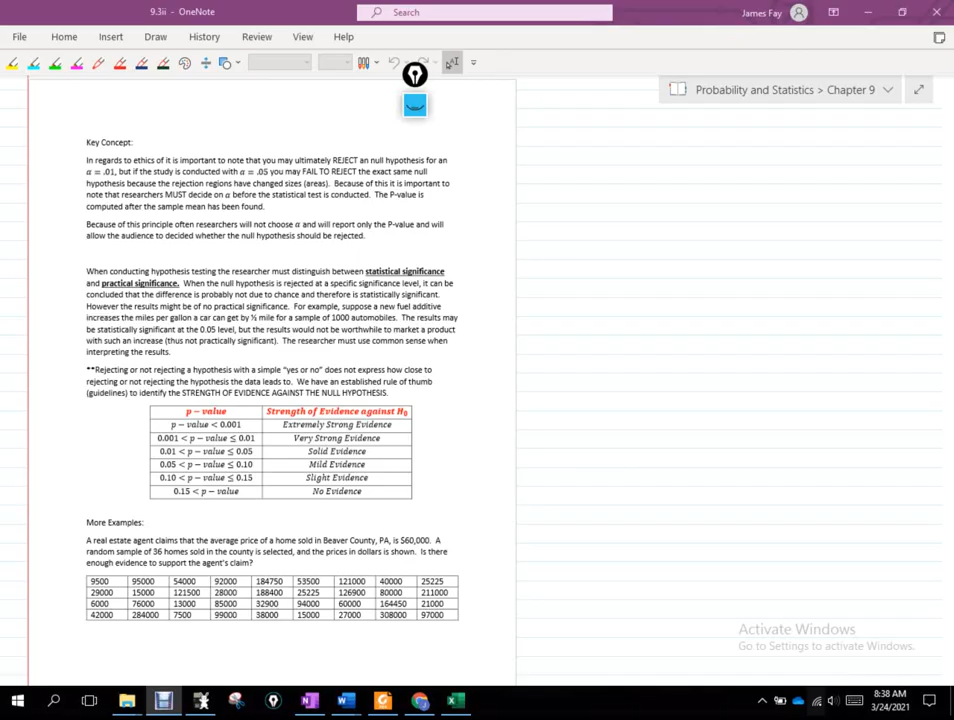 9.3ii - OneNote
Search
James Fay
File Home Insert Draw History Review View Help
Probability and Statistics > Chapter 9
Key Concept:
In regards to ethics of it is important to note that you may ultimately REJECT an null hypothesis for an
α = .01, but if the study is conducted with α = .05 you may FAIL TO REJECT the exact same null
hypothesis because the rejection regions have changed sizes (areas). Because of this it is important to
note that researchers MUST decide on α before the statistical test is conducted. The P-value is
computed after the sample mean has been found.
Because of this principle often researchers will not choose α and will report only the P-value and will
allow the audience to decided whether the null hypothesis should be rejected.
When conducting hypothesis testing the researcher must distinguish between statistical significance
and practical significance. When the null hypothesis is rejected at a specific significance level, it can be
concluded that the difference is probably not due to chance and therefore is statistically significant.
However the results might be of no practical significance. For example, suppose a new fuel additive
increases the miles per gallon a car can get by ½ mile for a sample of 1000 automobiles. The results may
be statistically significant at the 0.05 level, but the results would not be worthwhile to market a product
with such an increase (thus not practically significant). The researcher must use common sense when
interpreting the results.
**Rejecting or not rejecting a hypothesis with a simple “yes or no” does not express how close to
rejecting or not rejecting the hypothesis the data leads to. We have an established rule of thumb
(guidelines) to identify the STRENGTH OF EVIDENCE AGAINST THE NULL HYPOTHESIS.
p − value Strength of Evidence against H₀
p − value < 0.001 Extremely Strong Evidence
0.001 < p − value ≤ 0.01 Very Strong Evidence
0.01 < p − value ≤ 0.05 Solid Evidence
0.05 < p − value ≤ 0.10 Mild Evidence
0.10 < p − value ≤ 0.15 Slight Evidence
0.15 < p − value No Evidence
More Examples:
A real estate agent claims that the average price of a home sold in Beaver County, PA, is $60,000. A
random sample of 36 homes sold in the county is selected, and the prices in dollars is shown. Is there
enough evidence to support the agent's claim?
9500 95000 54000 92000 184750 53500 121000 40000 25225
29000 15000 121500 28000 188400 25225 126900 80000 211000
6000 76000 13000 85000 32900 94000 60000 164450 21000
42000 284000 7500 99000 38000 15000 27000 308000 97000
Activate Windows
Go to Settings to activate Windows.
8:38 AM
3/24/2021